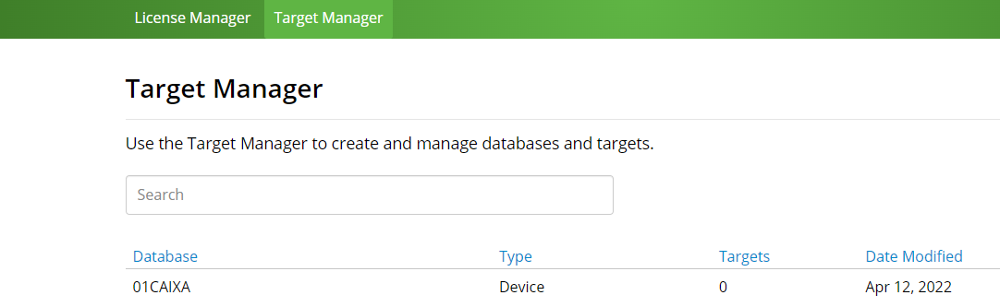 License Manager Target Manager
Target Manager
Use the Target Manager to create and manage databases and targets.
Search
Database Type Targets Date Modified
01CAIXA Device 0 Apr 12, 2022